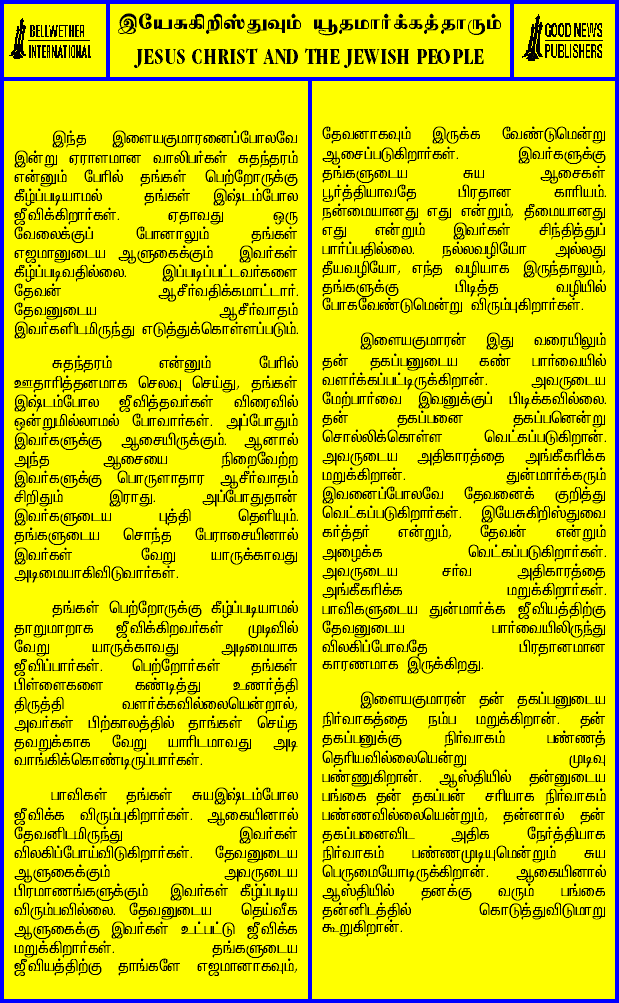 BELLWETHER
INTERNATIONAL
இயேசுகிறிஸ்துவும் யூதமார்க்கத்தாரும்
JESUS CHRIST AND THE JEWISH PEOPLE
GOOD NEWS
PUBLISHERS
இந்த இளையகுமாரனைப்போலவே
இன்று ஏராளமான வாலிபர்கள் சுதந்தரம்
என்னும் பேரில் தங்கள் பெற்றோருக்கு
கீழ்ப்படியாமல் தங்கள் இஷ்டம்போல
ஜீவிக்கிறார்கள். ஏதாவது ஒரு
வேலைக்குப் போனாலும் தங்கள்
எஜமானுடைய ஆளுகைக்கும் இவர்கள்
கீழ்ப்படிவதில்லை. இப்படிப்பட்டவர்களை
தேவன் ஆசீர்வதிக்கமாட்டார்.
தேவனுடைய ஆசீர்வாதம்
இவர்களிடமிருந்து எடுத்துக்கொள்ளப்படும்.
சுதந்தரம் என்னும் பேரில்
ஊதாரித்தனமாக செலவு செய்து, தங்கள்
இஷ்டம்போல ஜீவித்தவர்கள் விரைவில்
ஒன்றுமில்லாமல் போவார்கள். அப்போதும்
இவர்களுக்கு ஆசையிருக்கும். ஆனால்
அந்த ஆசையை நிறைவேற்ற
இவர்களுக்கு பொருளாதார ஆசீர்வாதம்
சிறிதும் இராது. அப்போதுதான்
இவர்களுடைய புத்தி தெளியும்.
தங்களுடைய சொந்த பேராசையினால்
இவர்கள் வேறு யாருக்காவது
அடிமையாகிவிடுவார்கள்.
தங்கள் பெற்றோருக்கு கீழ்ப்படியாமல்
தாறுமாறாக ஜீவிக்கிறவர்கள் முடிவில்
வேறு யாருக்காவது அடிமையாக
ஜீவிப்பார்கள். பெற்றோர்கள் தங்கள்
பிள்ளைகளை கண்டித்து உணர்த்தி
திருத்தி வளர்க்கவில்லையென்றால்,
அவர்கள் பிற்காலத்தில் தாங்கள் செய்த
தவறுக்காக வேறு யாரிடமாவது அடி
வாங்கிக்கொண்டிருப்பார்கள்.
பாவிகள் தங்கள் சுயஇஷ்டம்போல
ஜீவிக்க விரும்புகிறார்கள். ஆகையினால்
தேவனிடமிருந்து இவர்கள்
விலகிப்போய்விடுகிறார்கள். தேவனுடைய
ஆளுகைக்கும் அவருடைய
பிரமாணங்களுக்கும் இவர்கள் கீழ்ப்படிய
விரும்பவில்லை. தேவனுடைய தெய்வீக
ஆளுகைக்கு இவர்கள் உட்பட்டு ஜீவிக்க
மறுக்கிறார்கள். தங்களுடைய
ஜீவியத்திற்கு தாங்களே எஜமானாகவும்,
தேவனாகவும் இருக்க வேண்டுமென்று
ஆசைப்படுகிறார்கள். இவர்களுக்கு
தங்களுடைய சுய ஆசைகள்
பூர்த்தியாவதே பிரதான காரியம்.
நன்மையானது எது என்றும், தீமையானது
எது என்றும் இவர்கள் சிந்தித்துப்
பார்ப்பதில்லை. நல்லவழியோ அல்லது
தீயவழியோ, எந்த வழியாக இருந்தாலும்,
தங்களுக்கு பிடித்த வழியில்
போகவேண்டுமென்று விரும்புகிறார்கள்.
இளையகுமாரன் இது வரையிலும்
தன் தகப்பனுடைய கண் பார்வையில்
வளர்க்கப்பட்டிருக்கிறான். அவருடைய
மேற்பார்வை இவனுக்குப் பிடிக்கவில்லை.
தன் தகப்பனை தகப்பனென்று
சொல்லிக்கொள்ள வெட்கப்படுகிறான்.
அவருடைய அதிகாரத்தை அங்கீகரிக்க
மறுக்கிறான். துன்மார்க்கரும்
இவனைப்போலவே தேவனைக் குறித்து
வெட்கப்படுகிறார்கள். இயேசுகிறிஸ்துவை
கர்த்தர் என்றும், தேவன் என்றும்
அழைக்க வெட்கப்படுகிறார்கள்.
அவருடைய சர்வ அதிகாரத்தை
அங்கீகரிக்க மறுக்கிறார்கள்.
பாவிகளுடைய துன்மார்க்க ஜீவியத்திற்கு
தேவனுடைய பார்வையிலிருந்து
விலகிப்போவதே பிரதானமான
காரணமாக இருக்கிறது.
இளையகுமாரன் தன் தகப்பனுடைய
நிர்வாகத்தை நம்ப மறுக்கிறான். தன்
தகப்பனுக்கு நிர்வாகம் பண்ணத்
தெரியவில்லையென்று முடிவு
பண்ணுகிறான். ஆஸ்தியில் தன்னுடைய
பங்கை தன் தகப்பன் சரியாக நிர்வாகம்
பண்ணவில்லையென்றும், தன்னால் தன்
தகப்பனைவிட அதிக நேர்த்தியாக
நிர்வாகம் பண்ணமுடியுமென்றும் சுய
பெருமையோடிருக்கிறான். ஆகையினால்
ஆஸ்தியில் தனக்கு வரும் பங்கை
தன்னிடத்தில் கொடுத்துவிடுமாறு
கூறுகிறான்.